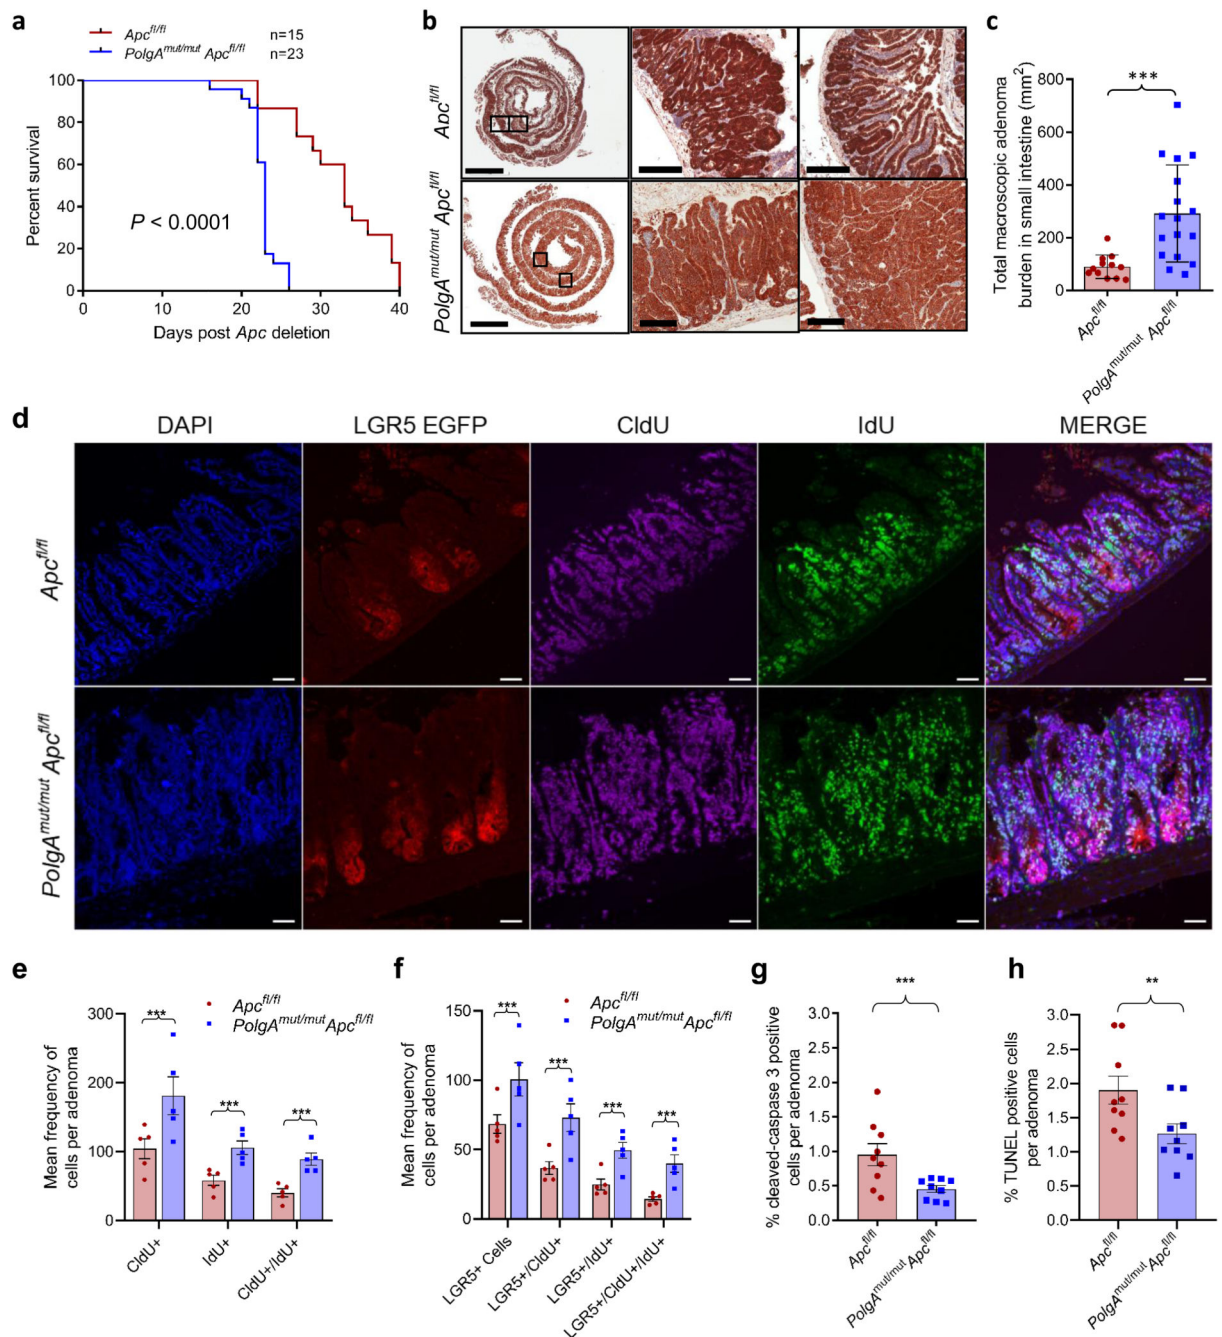 a
Apc^fl/fl n=15
PolgA^mut/mut Apc^fl/fl n=23
100
80
60
40
20
0
Percent survival
P < 0.0001
0 10 20 30 40
Days post Apc deletion
b
Apc^fl/fl
PolgA^mut/mut Apc^fl/fl
c
Total macroscopic adenoma
burden in small intestine (mm²)
800
600
400
200
0
***
Apc^fl/fl
PolgA^mut/mut Apc^fl/fl
d
DAPI LGR5 EGFP CldU IdU MERGE
Apc^fl/fl
PolgA^mut/mut Apc^fl/fl
e
Apc^fl/fl
PolgA^mut/mut Apc^fl/fl
Mean frequency of
cells per adenoma
300
200
100
0
*** *** ***
CldU+
IdU+
CldU+/IdU+
f
Apc^fl/fl
PolgA^mut/mut Apc^fl/fl
Mean frequency of
cells per adenoma
150
100
50
0
*** *** *** ***
LGR5+ Cells
LGR5+/CldU+
LGR5+/IdU+
LGR5+/CldU+/IdU+
g
% cleaved-caspase 3 positive
cells per adenoma
3.0
2.5
2.0
1.5
1.0
0.5
0.0
***
Apc^fl/fl
PolgA^mut/mut Apc^fl/fl
h
% TUNEL positive cells
per adenoma
3.0
2.5
2.0
1.5
1.0
0.5
0.0
**
Apc^fl/fl
PolgA^mut/mut Apc^fl/fl